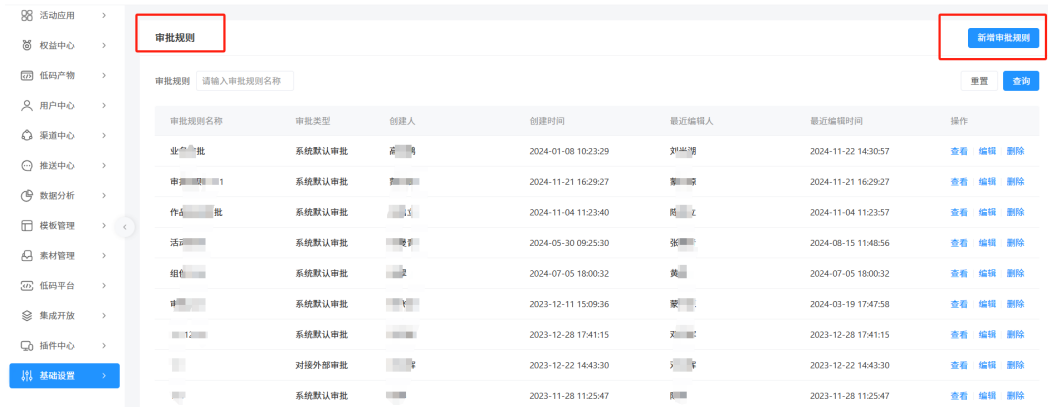 活动应用
权益中心
低码产物
用户中心
渠道中心
推送中心
数据分析
模板管理
素材管理
低码平台
集成开放
插件中心
基础设置
审批规则
新增审批规则
审批规则 请输入审批规则名称 重置 查询
审批规则名称 审批类型 创建人 创建时间 最近编辑人 最近编辑时间 操作
业 批 系统默认审批 2024-01-08 10:23:29 2024-11-22 14:30:57 查看 编辑 删除
1 系统默认审批 2024-11-21 16:29:27 2024-11-21 16:29:27 查看 编辑 删除
作 批 系统默认审批 2024-11-04 11:23:40 2024-11-04 11:23:57 查看 编辑 删除
活 系统默认审批 2024-05-30 09:25:30 张 2024-08-15 11:48:56 查看 编辑 删除
组 系统默认审批 2024-07-05 18:00:32 黄 2024-07-05 18:00:32 查看 编辑 删除
系统默认审批 2023-12-11 15:09:36 2024-03-19 17:47:58 查看 编辑 删除
12 系统默认审批 2023-12-28 17:41:15 2023-12-28 17:41:15 查看 编辑 删除
对接外部审批 2023-12-22 14:43:30 2023-12-22 14:43:30 查看 编辑 删除
系统默认审批 2023-11-28 11:25:47 2023-11-28 11:25:47 查看 编辑 删除